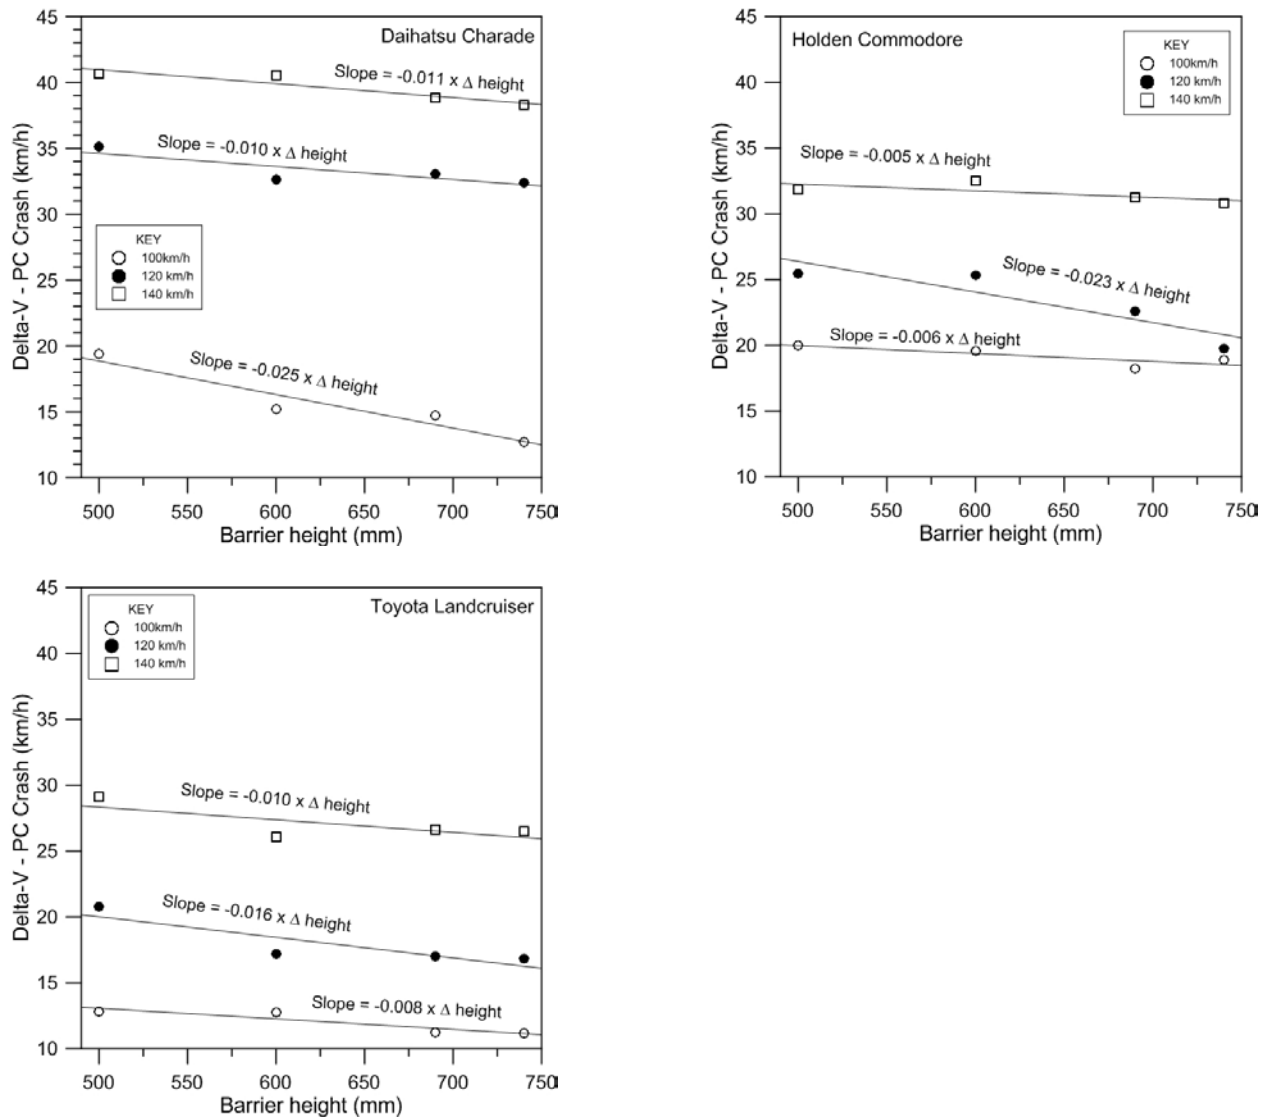 Daihatsu Charade
Delta-V - PC Crash (km/h)
45
40
35
30
25
20
15
10
Slope = -0.011 x Δ height
Slope = -0.010 x Δ height
KEY
100km/h
120 km/h
140 km/h
Slope = -0.025 x Δ height
500
550
600
650
700
750
Barrier height (mm)
Holden Commodore
KEY
100km/h
120 km/h
140 km/h
Delta-V - PC Crash (km/h)
45
40
35
30
25
20
15
10
Slope = -0.005 x Δ height
Slope = -0.023 x Δ height
Slope = -0.006 x Δ height
500
550
600
650
700
750
Barrier height (mm)
Toyota Landcruiser
KEY
100km/h
120 km/h
140 km/h
Delta-V - PC Crash (km/h)
45
40
35
30
25
20
15
10
Slope = -0.010 x Δ height
Slope = -0.016 x Δ height
Slope = -0.008 x Δ height
500
550
600
650
700
750
Barrier height (mm)